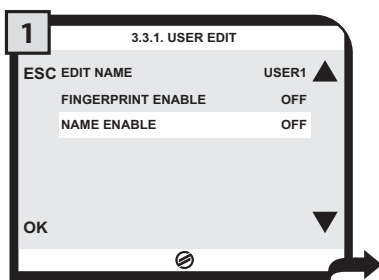 1
3.3.1. USER EDIT
ESC EDIT NAME USER1
FINGERPRINT ENABLE OFF
NAME ENABLE OFF
OK